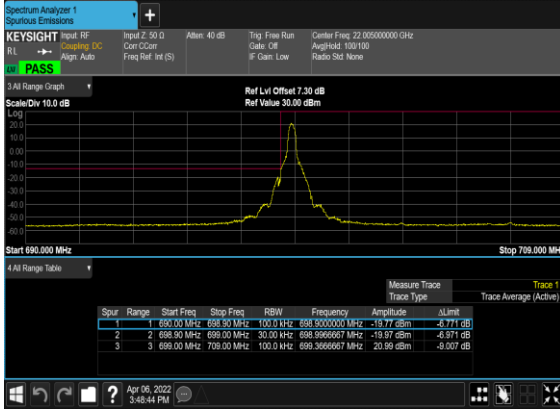 Spectrum Analyzer 1
Spurious Emissions
+
KEYSIGHT Input: RF Input Z: 50 Ω Atten: 40 dB Trig: Free Run Center Freq: 22.005000000 GHz
RL Coupling: DC Corr CCorr Gate: Off Avg|Hold: 100/100
Align: Auto Freq Ref: Int (S) IF Gain: Low Radio Std: None
PASS
3 All Range Graph
Ref Lvl Offset 7.30 dB
Scale/Div 10.0 dB Ref Value 30.00 dBm
Log
20.0
10.0
0.00
-10.0
-20.0
-30.0
-40.0
-50.0
-60.0
Start 690.000 MHz Stop 709.000 MH
4 All Range Table
Measure Trace Trace 1
Trace Type Trace Average (Active)
Spur Range Start Freq Stop Freq RBW Frequency Amplitude ΔLimit
1 1 690.00 MHz 698.90 MHz 100.0 kHz 698.9000000 MHz -19.77 dBm -6.771 dB
2 2 698.90 MHz 699.00 MHz 30.00 kHz 698.9966667 MHz -19.97 dBm -6.971 dB
3 3 699.00 MHz 709.00 MHz 100.0 kHz 699.3666667 MHz 20.99 dBm -9.007 dB
? Apr 06, 2022
3:48:44 PM